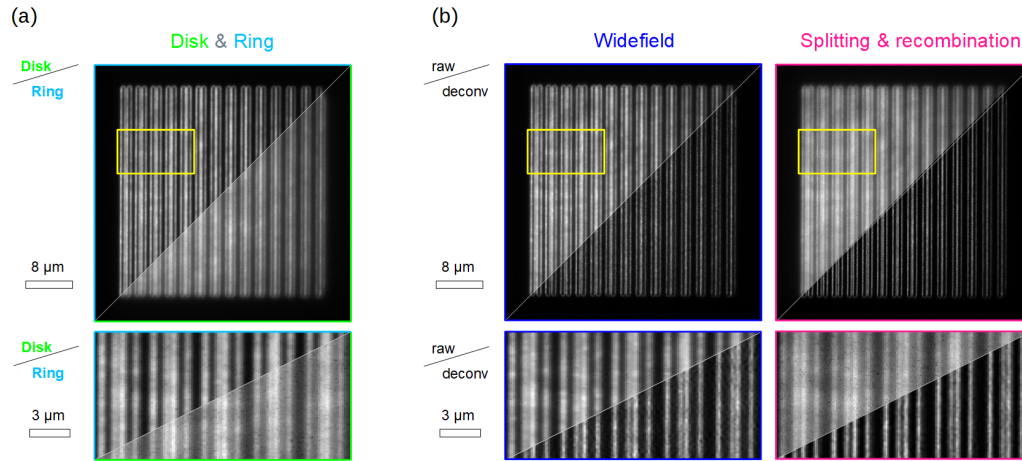 (a)
Disk & Ring
Disk
Ring
8 µm
Disk
Ring
3 µm
(b)
Widefield
Splitting & recombination
raw
deconv
8 µm
raw
deconv
3 µm